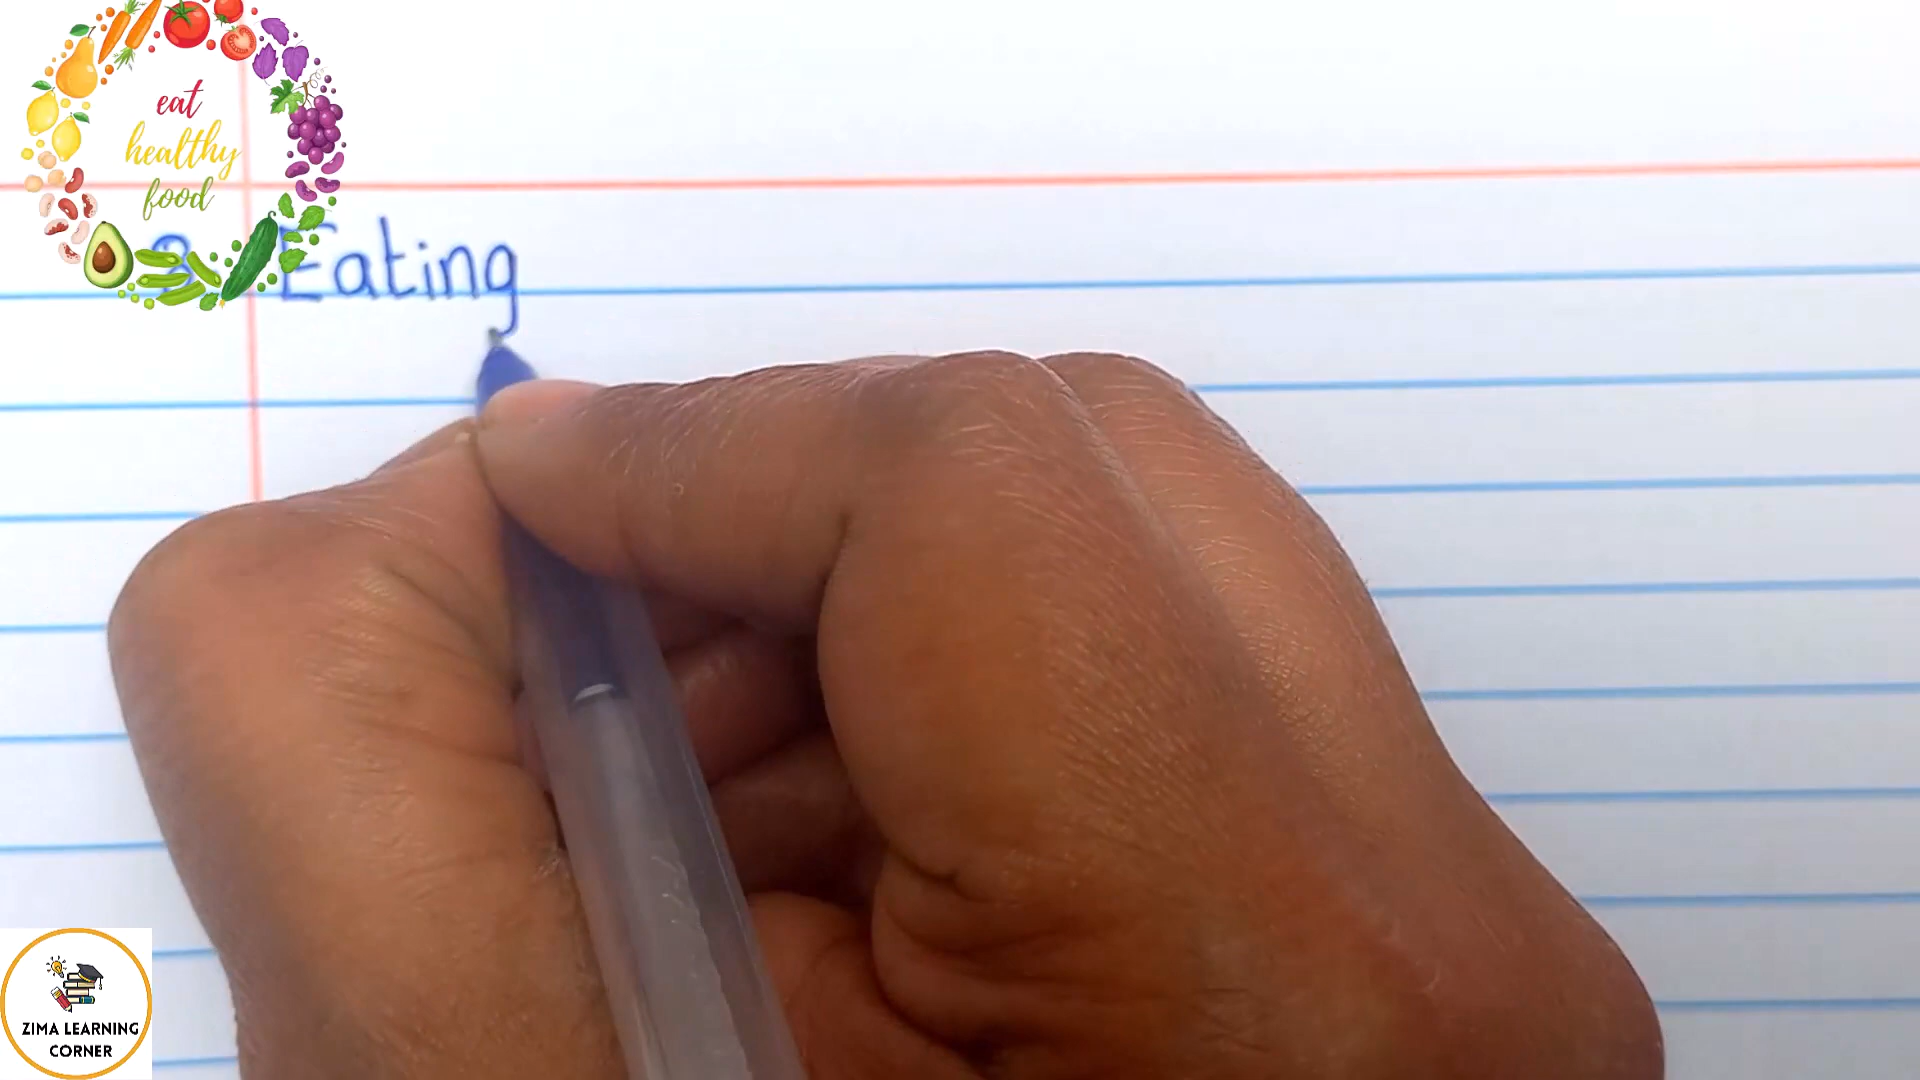 eat
healthy
food
Eating
ZIMA LEARNING
CORNER